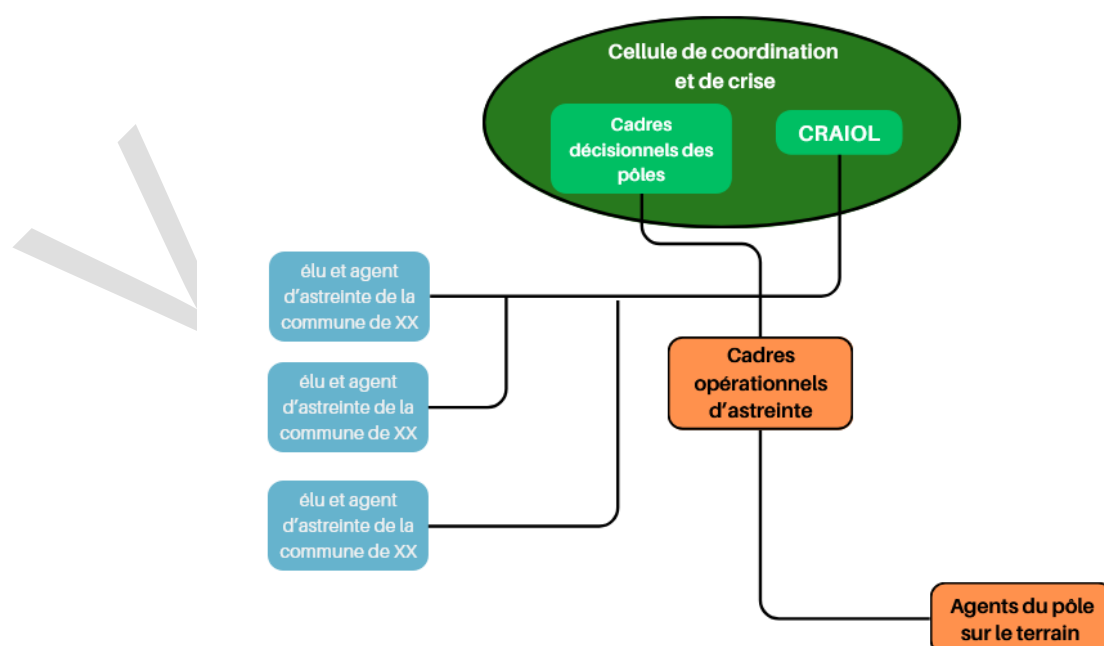 Cellule de coordination
et de crise
Cadres
décisionnels des
pôles
CRAIOL
élu et agent
d'astreinte de la
commune de XX
Cadres
opérationnels
d'astreinte
élu et agent
d'astreinte de la
commune de XX
élu et agent
d'astreinte de la
commune de XX
Agents du pôle
sur le terrain